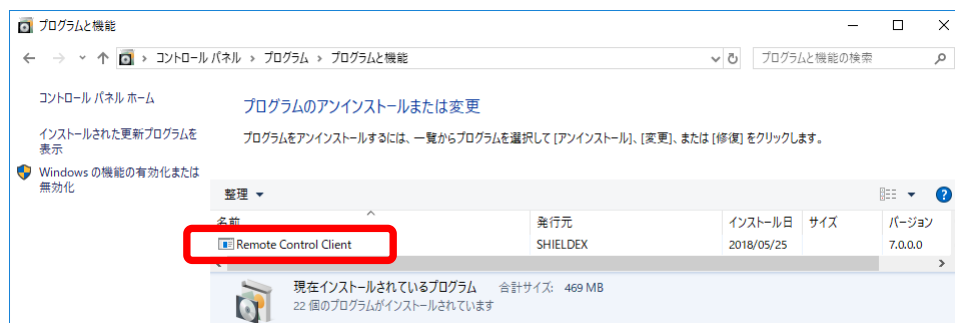 プログラムと機能
コントロール パネル › プログラム › プログラムと機能
プログラムと機能の検索
コントロール パネル ホーム
インストールされた更新プログラムを
表示
Windows の機能の有効化または
無効化
プログラムのアンインストールまたは変更
プログラムをアンインストールするには、一覧からプログラムを選択して [アンインストール]、[変更]、または [修復] をクリックします。
整理
名前 発行元 インストール日 サイズ バージョン
Remote Control Client SHIELDEX 2018/05/25 7.0.0.0
現在インストールされているプログラム 合計サイズ: 469 MB
22 個のプログラムがインストールされています